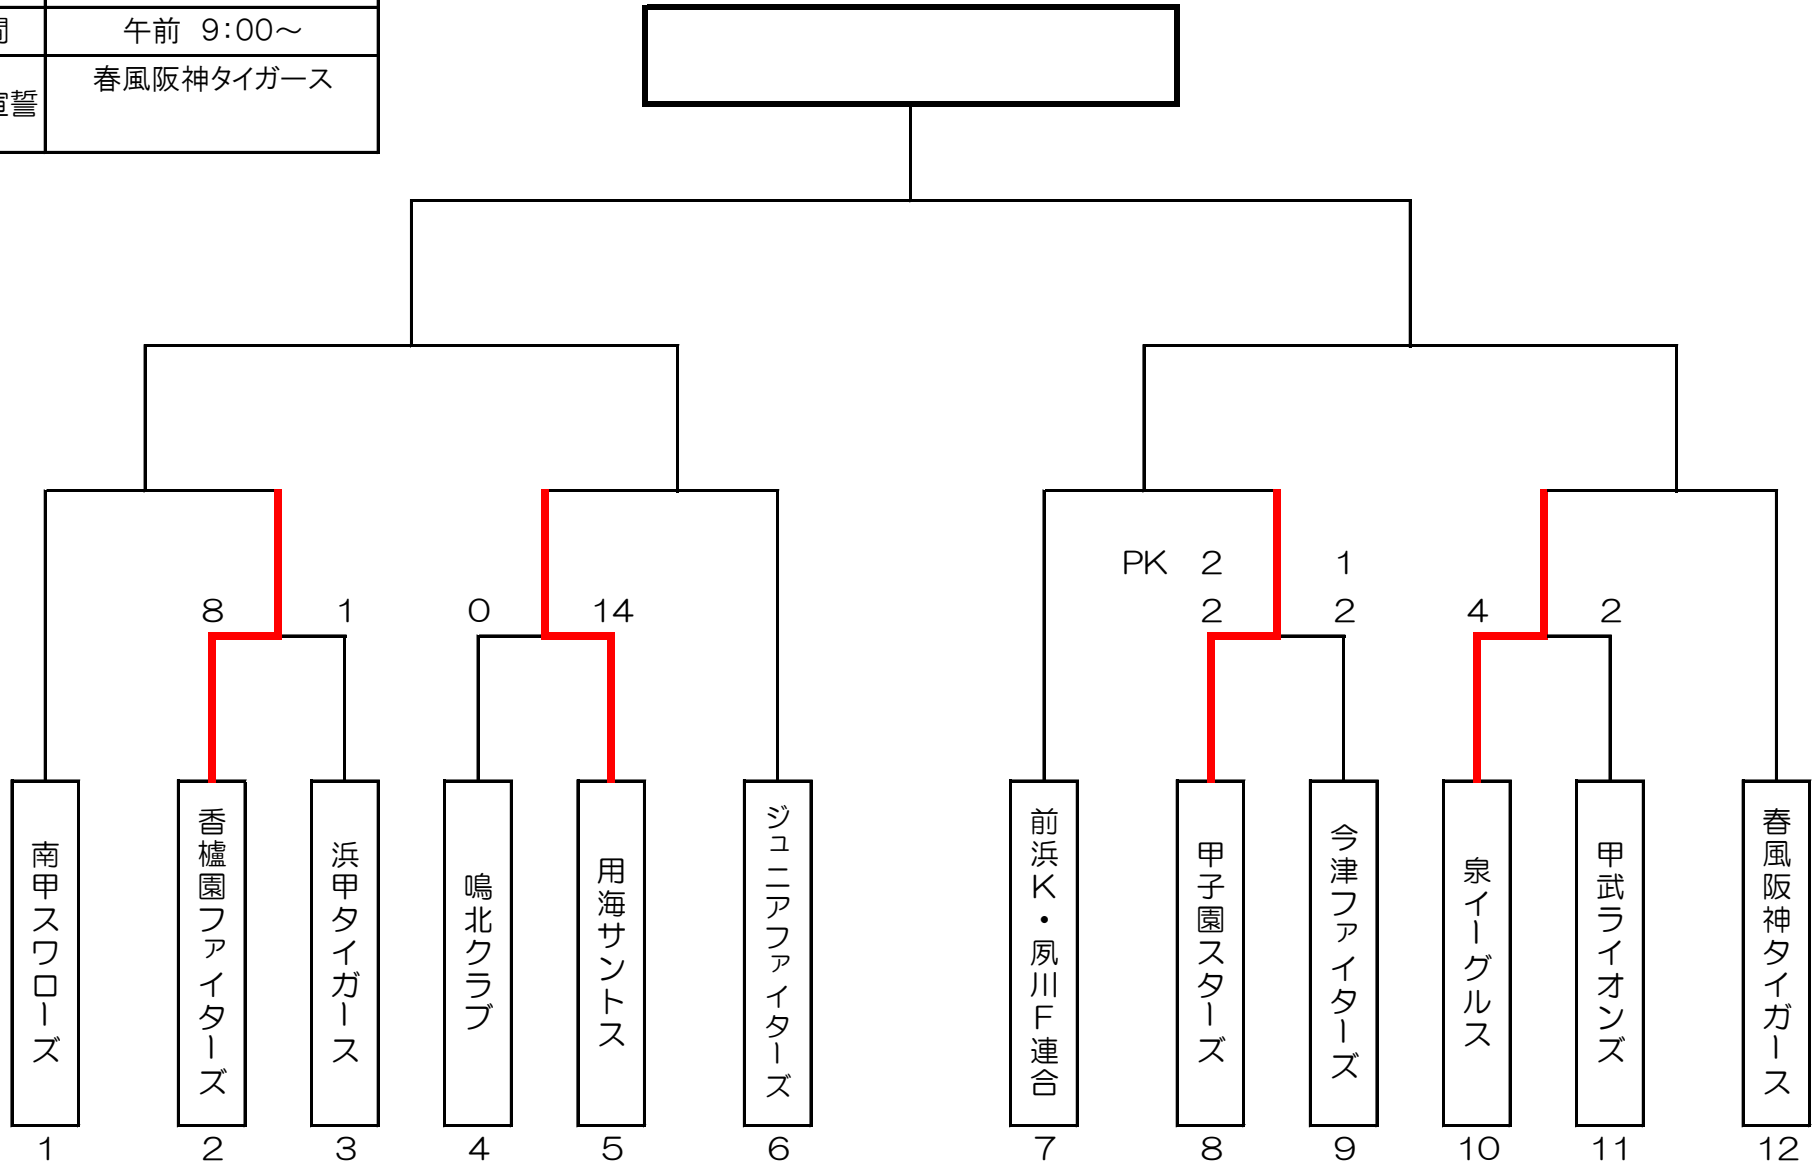 間 午前 9:00～
春風阪神タイガース
宣誓
PK 2 1
8 1 0 14 2 2 4 2
南甲スワローズ
香櫨園ファイターズ
浜甲タイガース
鳴北クラブ
用海サントス
ジュニアファイターズ
前浜K・夙川F連合
甲子園スターズ
今津ファイターズ
泉イーグルス
甲武ライオンズ
春風阪神タイガース
1 2 3 4 5 6 7 8 9 10 11 12